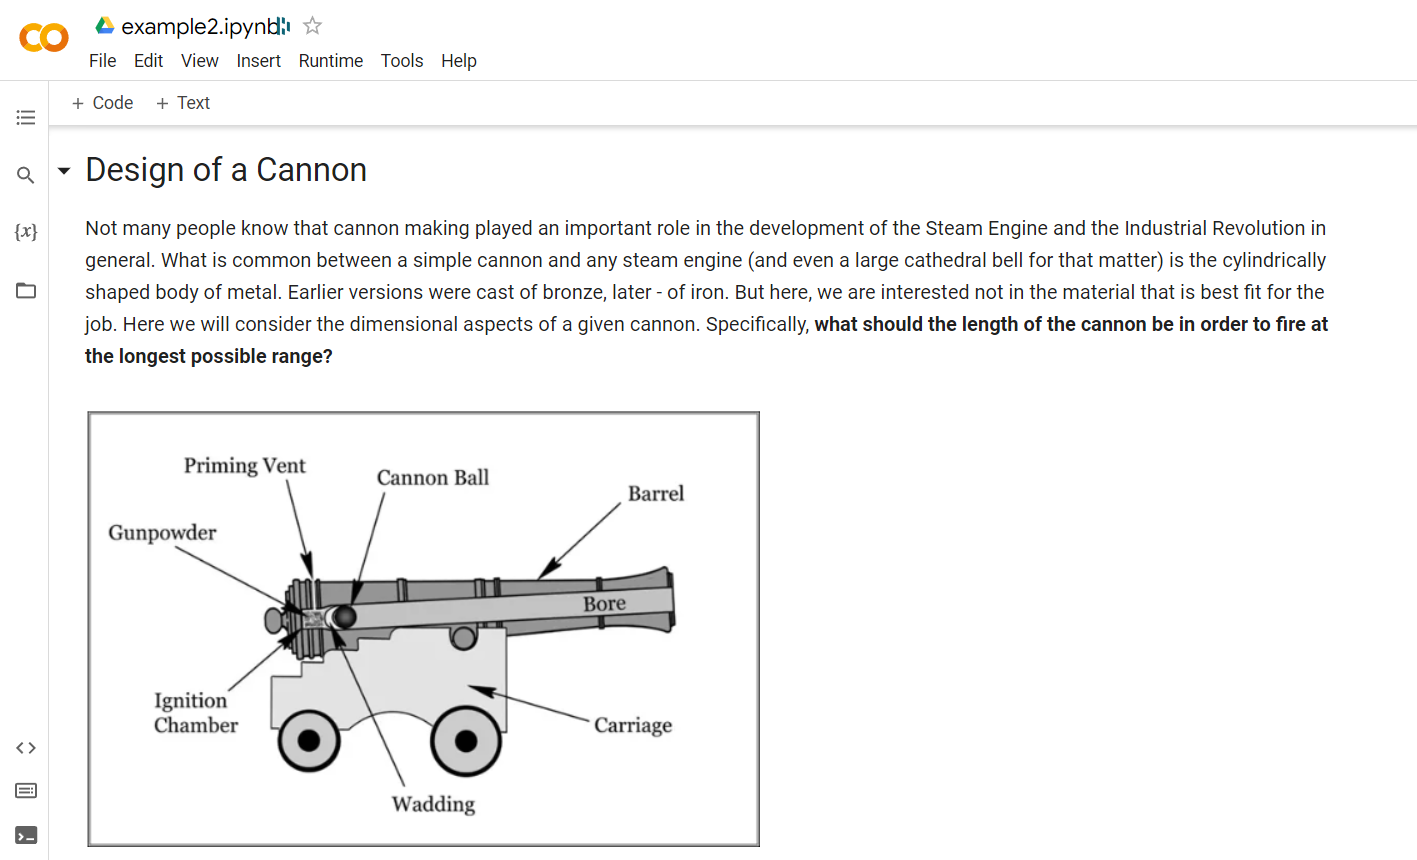 example2.ipynb
File Edit View Insert Runtime Tools Help
+ Code + Text
Design of a Cannon
Not many people know that cannon making played an important role in the development of the Steam Engine and the Industrial Revolution in
general. What is common between a simple cannon and any steam engine (and even a large cathedral bell for that matter) is the cylindrically
shaped body of metal. Earlier versions were cast of bronze, later - of iron. But here, we are interested not in the material that is best fit for the
job. Here we will consider the dimensional aspects of a given cannon. Specifically, what should the length of the cannon be in order to fire at
the longest possible range?
{x}
Priming Vent
Cannon Ball
Barrel
Gunpowder
Bore
Ignition
Chamber
Carriage
Wadding